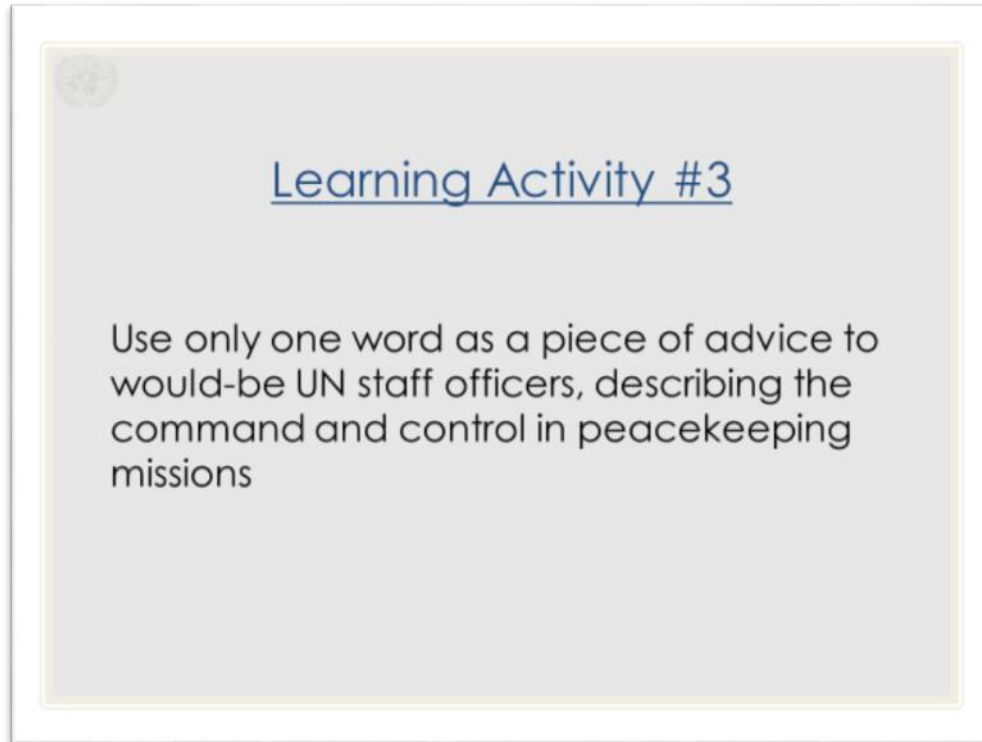 Learning Activity #3
Use only one word as a piece of advice to
would-be UN staff officers, describing the
command and control in peacekeeping
missions